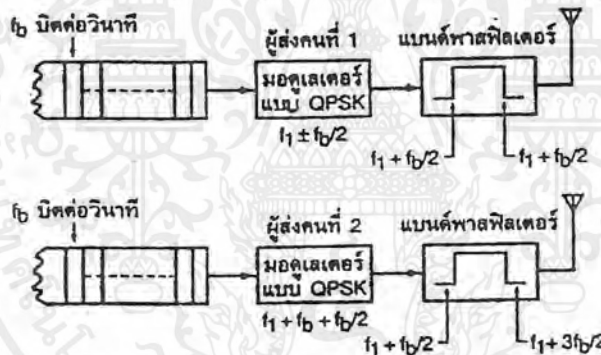 f_b บิตต่อวินาที
ผู้ส่งคนที่ 1
แบนด์พาสฟิลเตอร์
มอดูเลเตอร์
แบบ QPSK
f_1 ± f_b/2
f_1 + f_b/2
f_1 + f_b/2
f_b บิตต่อวินาที
ผู้ส่งคนที่ 2
แบนด์พาสฟิลเตอร์
มอดูเลเตอร์
แบบ QPSK
f_1 + f_b + f_b/2
f_1 + f_b/2
f_1 + 3f_b/2